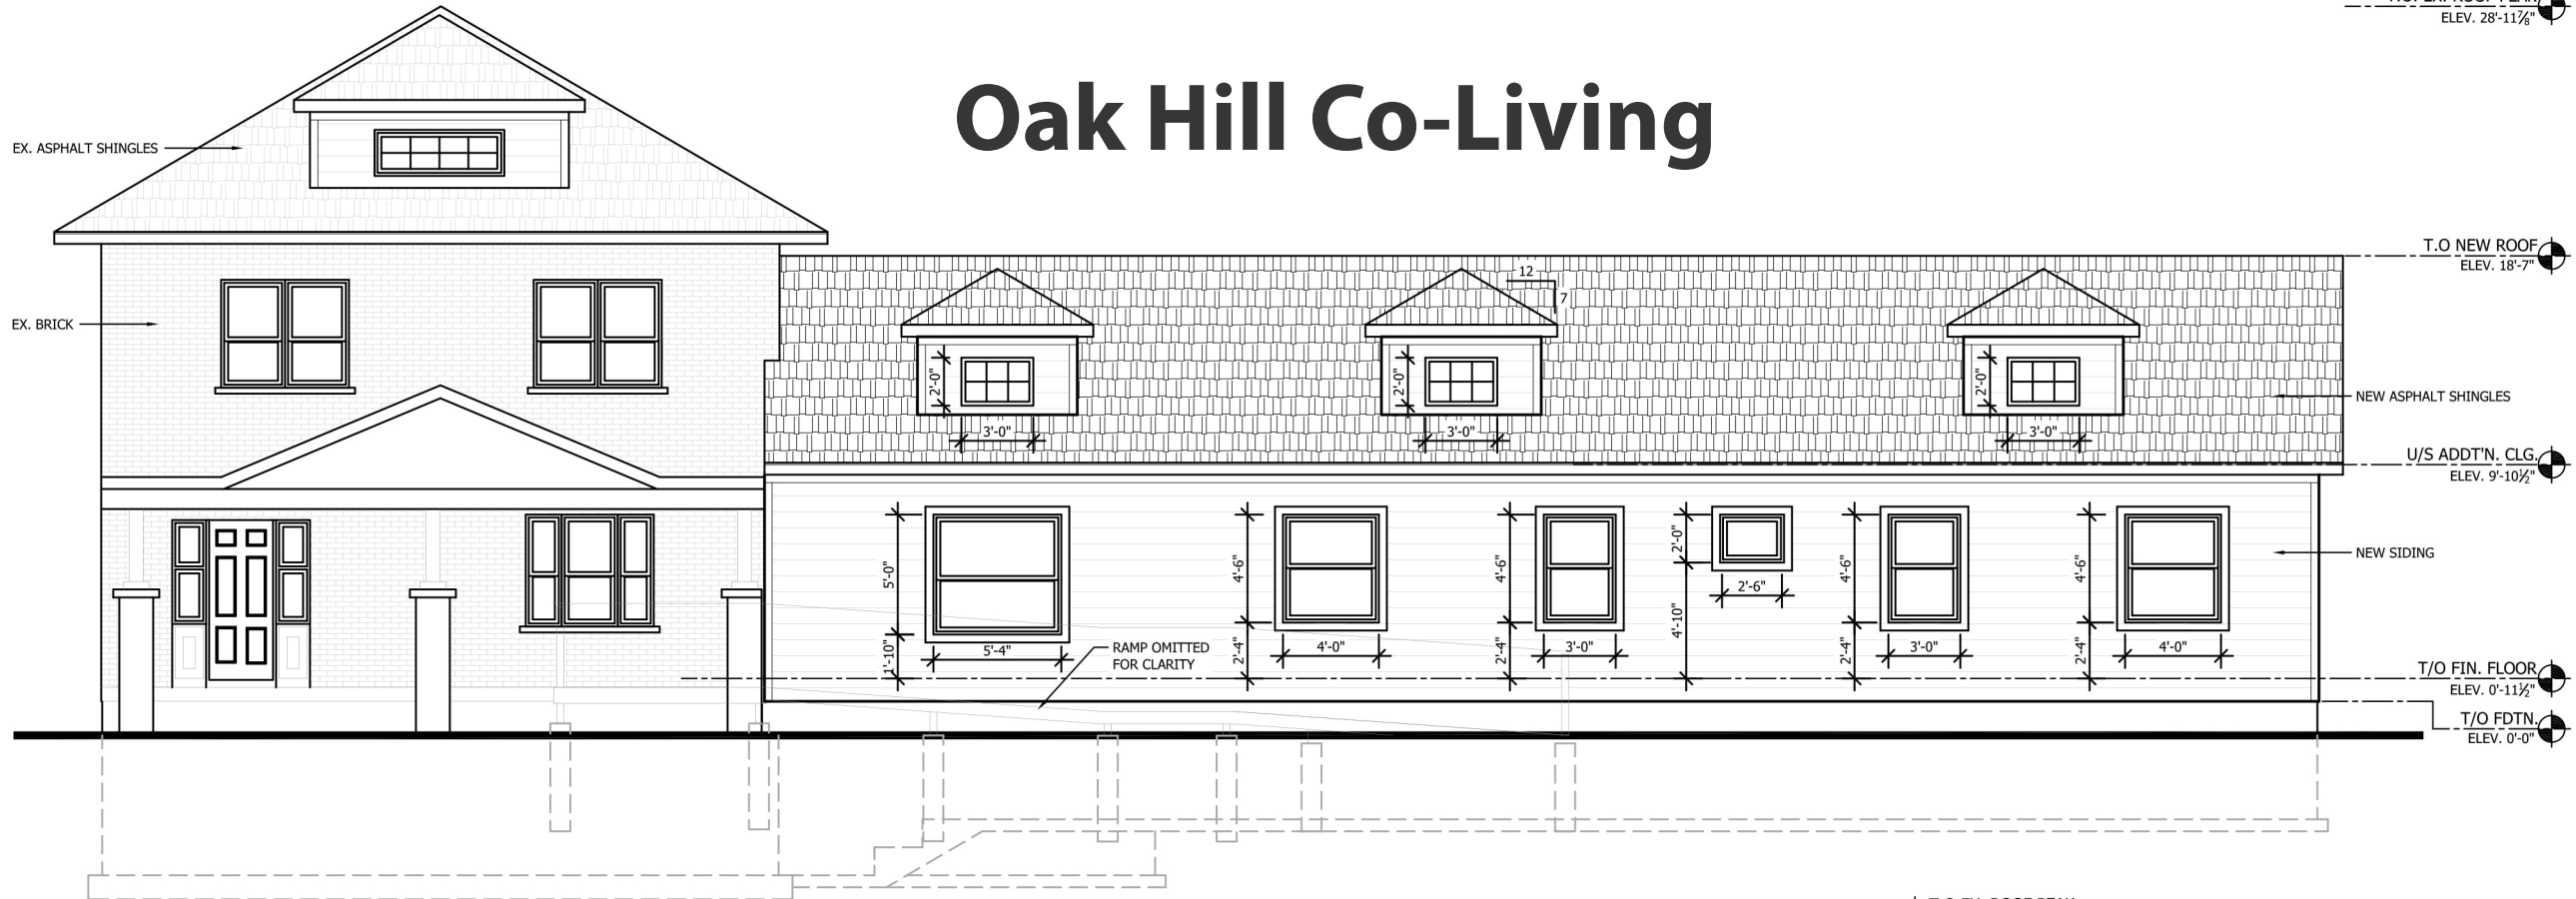 ELEV. 28'-11⅞"
Oak Hill Co-Living
EX. ASPHALT SHINGLES
T.O NEW ROOF
ELEV. 18'-7"
12
7
EX. BRICK
2'-0"
2'-0"
2'-0"
NEW ASPHALT SHINGLES
3'-0"
3'-0"
3'-0"
U/S ADDT'N. CLG.
ELEV. 9'-10½"
NEW SIDING
5'-0"
4'-6"
4'-6"
2'-0"
4'-6"
4'-6"
2'-6"
4'-10"
1'-10"
5'-4"
RAMP OMITTED
FOR CLARITY
2'-4"
4'-0"
2'-4"
3'-0"
2'-4"
3'-0"
2'-4"
4'-0"
T/O FIN. FLOOR
ELEV. 0'-11½"
T/O FDTN.
ELEV. 0'-0"